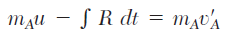 m_A u − ∫ R dt = m_A v′_A